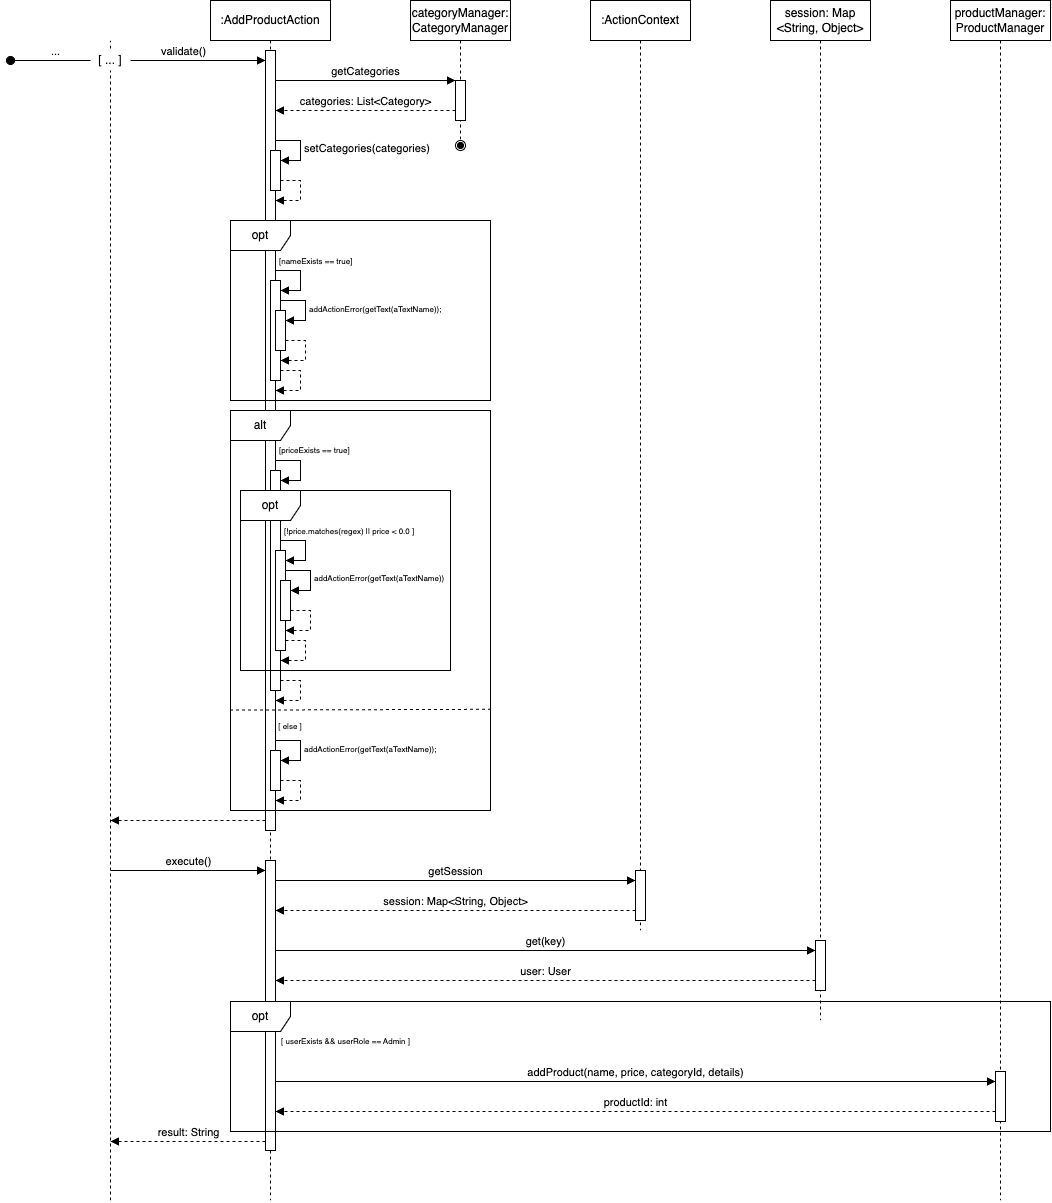 :AddProductAction
categoryManager:
CategoryManager
:ActionContext
session: Map
<String, Object>
productManager:
ProductManager
...
[ ... ]
validate()
getCategories
categories: List<Category>
setCategories(categories)
opt
[nameExists == true]
addActionError(getText(aTextName));
alt
[priceExists == true]
opt
[!price.matches(regex) || price < 0.0 ]
addActionError(getText(aTextName))
[ else ]
addActionError(getText(aTextName));
execute()
getSession
session: Map<String, Object>
get(key)
user: User
opt
[ userExists && userRole == Admin ]
addProduct(name, price, categoryId, details)
productId: int
result: String